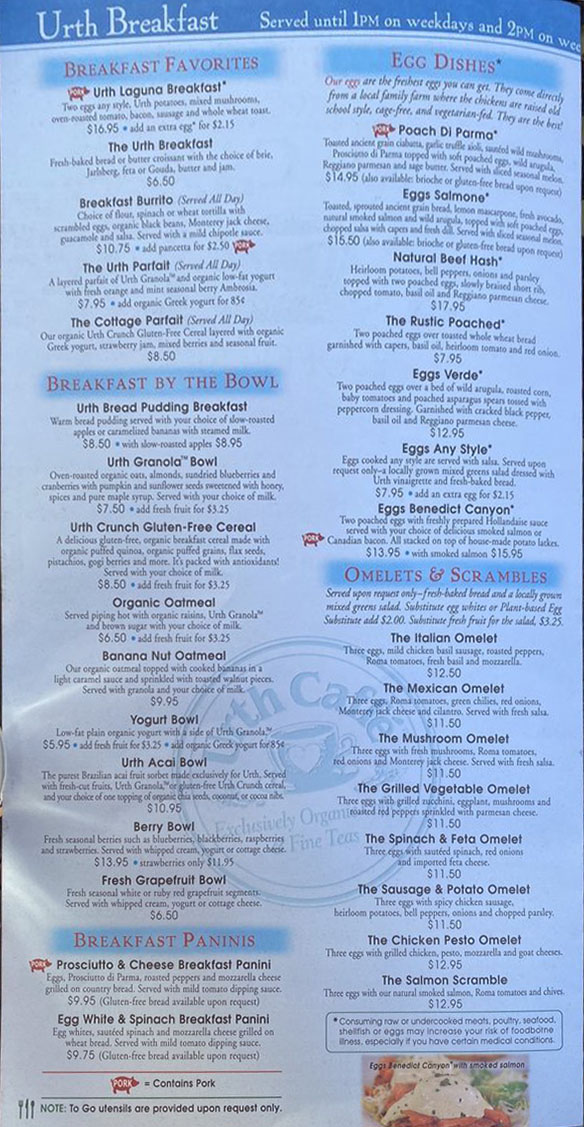 Urth Breakfast
Served until 1PM on weekdays and 2PM on wee
BREAKFAST FAVORITES
PORK Urth Laguna Breakfast*
Two eggs any style, Urth potatoes, mixed mushrooms,
oven-roasted tomato, bacon, sausage and whole wheat toast.
$16.95 • add an extra egg* for $2.15
The Urth Breakfast
Fresh-baked bread or butter croissant with the choice of brie,
Jarlsberg, feta or Gouda, butter and jam.
$6.50
Breakfast Burrito (Served All Day)
Choice of flour, spinach or wheat tortilla with
scrambled eggs, organic black beans, Monterey jack cheese,
guacamole and salsa. Served with a mild chipotle sauce.
$10.75 • add pancetta for $2.50 PORK
The Urth Parfait (Served All Day)
A layered parfait of Urth Granola™ and organic low-fat yogurt
with fresh orange and mint seasonal berry Ambrosia.
$7.95 • add organic Greek yogurt for 85¢
The Cottage Parfait (Served All Day)
Our organic Urth Crunch Gluten-Free Cereal layered with organic
Greek yogurt, strawberry jam, mixed berries and seasonal fruit.
$8.50
BREAKFAST BY THE BOWL
Urth Bread Pudding Breakfast
Warm bread pudding served with your choice of slow-roasted
apples or caramelized bananas with steamed milk.
$8.50 • with slow-roasted apples $8.95
Urth Granola™ Bowl
Oven-roasted organic oats, almonds, sundried blueberries and
cranberries with pumpkin and sunflower seeds sweetened with honey,
spices and pure maple syrup. Served with your choice of milk.
$7.50 • add fresh fruit for $3.25
Urth Crunch Gluten-Free Cereal
A delicious gluten-free, organic breakfast cereal made with
organic puffed quinoa, organic puffed grains, flax seeds,
pistachios, gogi berries and more. It's packed with antioxidants!
Served with your choice of milk.
$8.50 • add fresh fruit for $3.25
Organic Oatmeal
Served piping hot with organic raisins, Urth Granola™
and brown sugar with your choice of milk.
$6.50 • add fresh fruit for $3.25
Banana Nut Oatmeal
Our organic oatmeal topped with cooked bananas in a
light caramel sauce and sprinkled with toasted walnut pieces.
Served with granola and your choice of milk.
$9.95
Yogurt Bowl
Low-fat plain organic yogurt with a side of Urth Granola.™
$5.95 • add fresh fruit for $3.25 • add organic Greek yogurt for 85¢
Urth Acai Bowl
The purest Brazilian acai fruit sorbet made exclusively for Urth. Served
with fresh-cut fruits, Urth Granola™ or gluten-free Urth Crunch cereal,
and your choice of one topping of organic chia seeds, coconut, or cocoa nibs.
$10.95
Berry Bowl
Fresh seasonal berries such as blueberries, blackberries, raspberries
and strawberries. Served with whipped cream, yogurt or cottage cheese.
$13.95 • strawberries only $11.95
Fresh Grapefruit Bowl
Fresh seasonal white or ruby red grapefruit segments.
Served with whipped cream, yogurt or cottage cheese.
$6.50
BREAKFAST PANINIS
PORK Prosciutto & Cheese Breakfast Panini
Eggs, Prosciutto di Parma, roasted peppers and mozzarella cheese
grilled on country bread. Served with mild tomato dipping sauce.
$9.95 (Gluten-free bread available upon request)
Egg White & Spinach Breakfast Panini
Egg whites, sautéed spinach and mozzarella cheese grilled on
wheat bread. Served with mild tomato dipping sauce.
$9.75 (Gluten-free bread available upon request)
PORK = Contains Pork
NOTE: To Go utensils are provided upon request only.
EGG DISHES*
Our eggs are the freshest eggs you can get. They come directly
from a local family farm where the chickens are raised old
school style, cage-free, and vegetarian-fed. They are the best!
PORK Poach Di Parma*
Toasted ancient grain ciabatta, garlic truffle aioli, sautéed wild mushrooms,
Prosciutto di Parma topped with soft poached eggs, wild arugula,
Reggiano parmesan and sage butter. Served with sliced seasonal melon.
$14.95 (also available: brioche or gluten-free bread upon request)
Eggs Salmone*
Toasted, sprouted ancient grain bread, lemon mascarpone, fresh avocado,
natural smoked salmon and wild arugula, topped with soft poached eggs,
chopped salsa with capers and fresh dill. Served with sliced seasonal melon.
$15.50 (also available: brioche or gluten-free bread upon request)
Natural Beef Hash*
Heirloom potatoes, bell peppers, onions and parsley
topped with two poached eggs, slowly braised short rib,
chopped tomato, basil oil and Reggiano parmesan cheese.
$17.95
The Rustic Poached*
Two poached eggs over toasted whole wheat bread
garnished with capers, basil oil, heirloom tomato and red onion.
$7.95
Eggs Verde*
Two poached eggs over a bed of wild arugula, roasted corn,
baby tomatoes and poached asparagus spears tossed with
peppercorn dressing. Garnished with cracked black pepper,
basil oil and Reggiano parmesan cheese.
$12.95
Eggs Any Style*
Eggs cooked any style are served with salsa. Served upon
request only–a locally grown mixed greens salad dressed with
Urth vinaigrette and fresh-baked bread.
$7.95 • add an extra egg for $2.15
Eggs Benedict Canyon*
Two poached eggs with freshly prepared Hollandaise sauce
served with your choice of delicious smoked salmon or
PORK Canadian bacon. All stacked on top of house-made potato latkes.
$13.95 • with smoked salmon $15.95
OMELETS & SCRAMBLES
Served upon request only–fresh-baked bread and a locally grown
mixed greens salad. Substitute egg whites or Plant-based Egg
Substitute add $2.00. Substitute fresh fruit for the salad, $3.25.
The Italian Omelet
Three eggs, mild chicken basil sausage, roasted peppers,
Roma tomatoes, fresh basil and mozzarella.
$12.50
The Mexican Omelet
Three eggs, Roma tomatoes, green chilies, red onions,
Monterey jack cheese and cilantro. Served with fresh salsa.
$11.50
The Mushroom Omelet
Three eggs with fresh mushrooms, Roma tomatoes,
red onions and Monterey jack cheese. Served with fresh salsa.
$11.50
The Grilled Vegetable Omelet
Three eggs with grilled zucchini, eggplant, mushrooms and
roasted red peppers sprinkled with parmesan cheese.
$11.50
The Spinach & Feta Omelet
Three eggs with sautéed spinach, red onions
and imported feta cheese.
$11.50
The Sausage & Potato Omelet
Three eggs with spicy chicken sausage,
heirloom potatoes, bell peppers, onions and chopped parsley.
$11.50
The Chicken Pesto Omelet
Three eggs with grilled chicken, pesto, mozzarella and goat cheeses.
$12.95
The Salmon Scramble
Three eggs with our natural smoked salmon, Roma tomatoes and chives.
$12.95
*Consuming raw or undercooked meats, poultry, seafood,
shellfish or eggs may increase your risk of foodborne
illness, especially if you have certain medical conditions.
Eggs Benedict Canyon* with smoked salmon
Urth Caffé
Exclusively Organic
Fine Teas